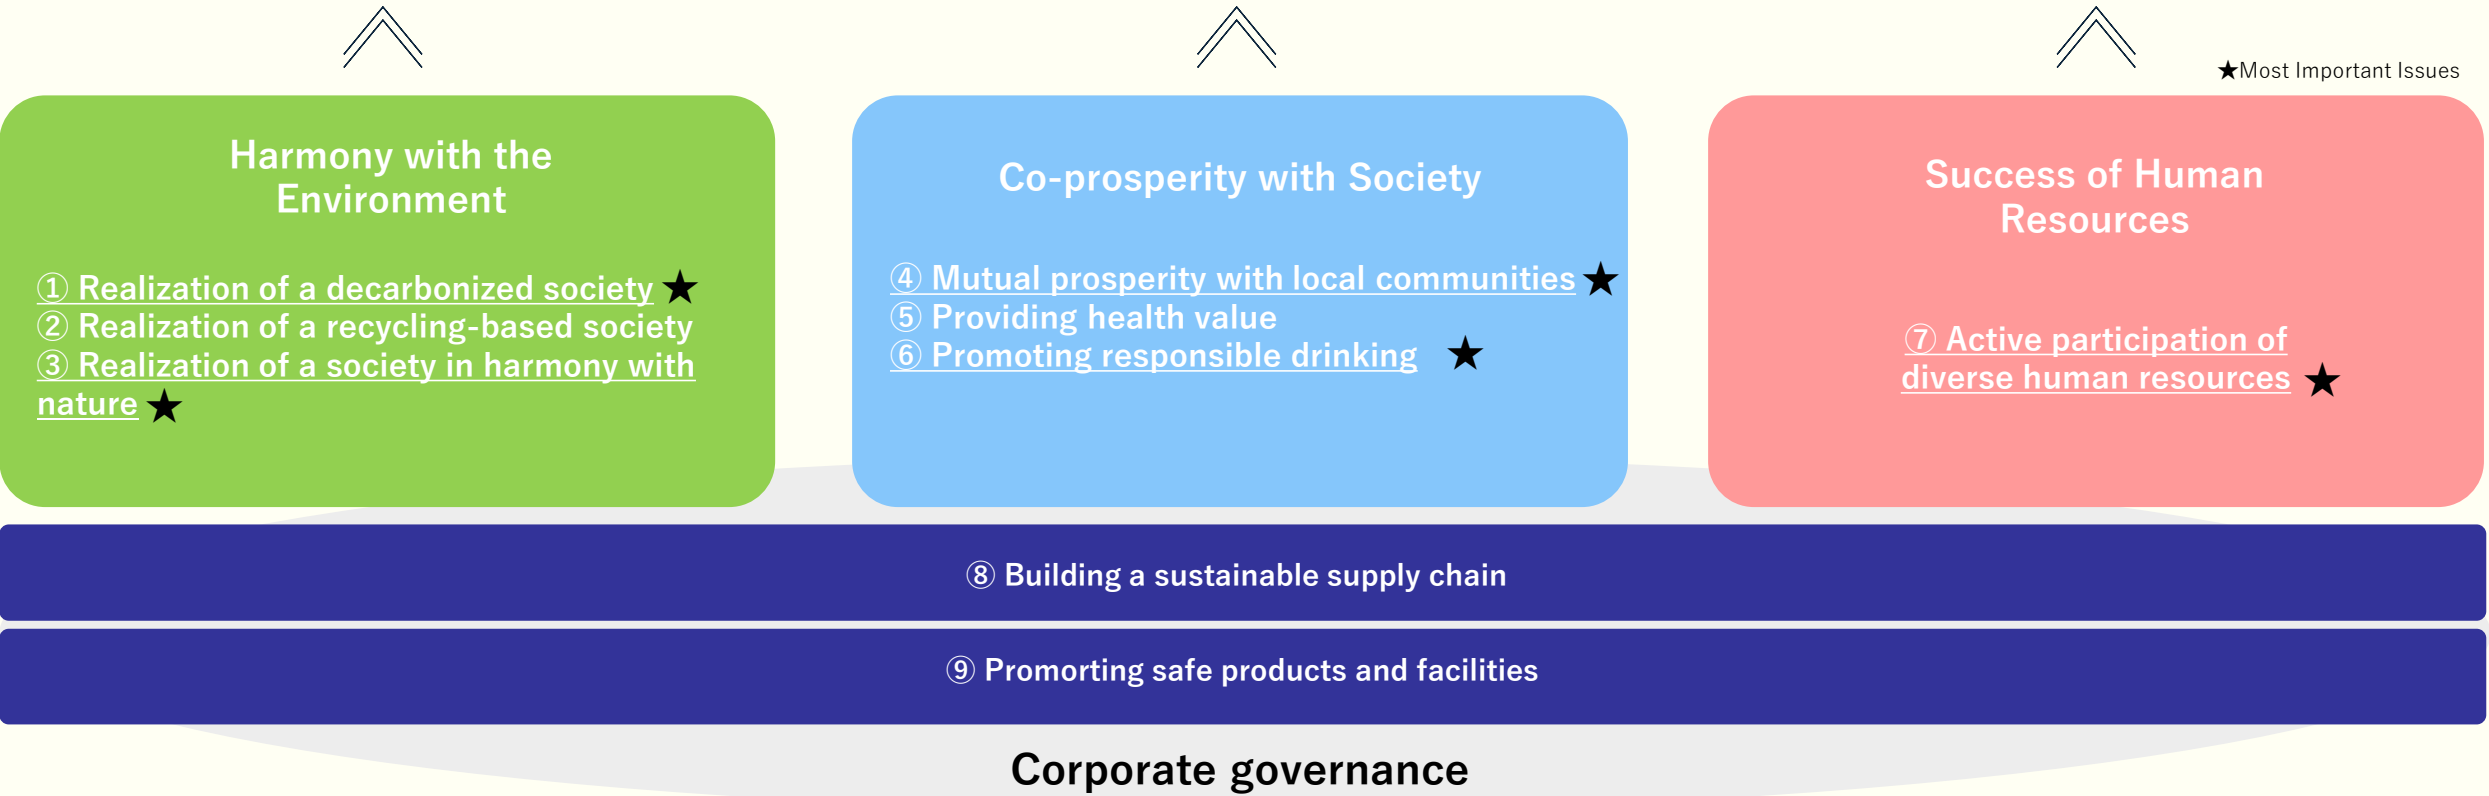 ★Most Important Issues
Harmony with the
Environment
① Realization of a decarbonized society ★
② Realization of a recycling-based society
③ Realization of a society in harmony with
nature ★
Co-prosperity with Society
④ Mutual prosperity with local communities ★
⑤ Providing health value
⑥ Promoting responsible drinking ★
Success of Human
Resources
⑦ Active participation of
diverse human resources ★
⑧ Building a sustainable supply chain
⑨ Promorting safe products and facilities
Corporate governance